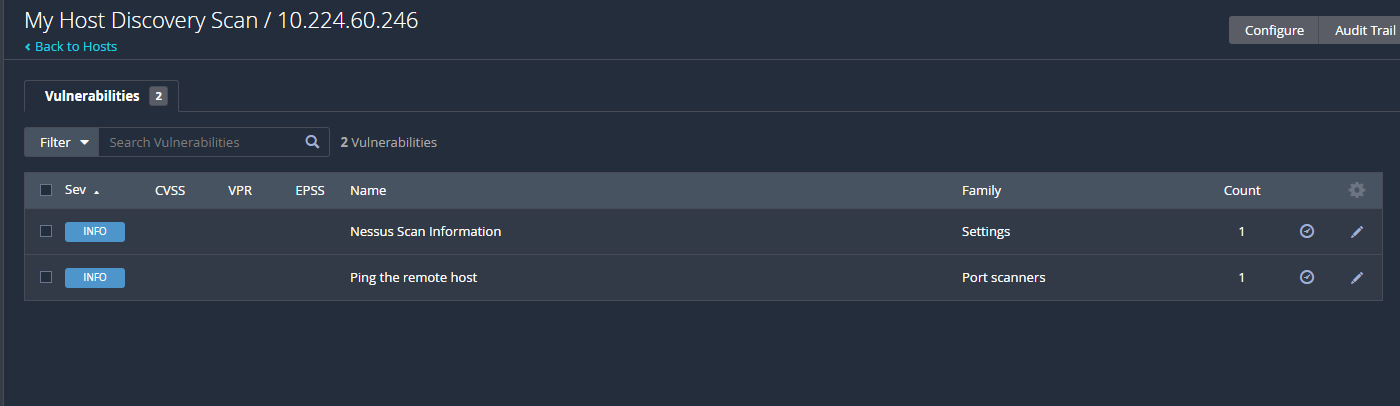 My Host Discovery Scan / 10.224.60.246
Back to Hosts
Configure Audit Trail
Vulnerabilities 2
Filter Search Vulnerabilities 2 Vulnerabilities
Sev CVSS VPR EPSS Name Family Count
INFO Nessus Scan Information Settings 1
INFO Ping the remote host Port scanners 1